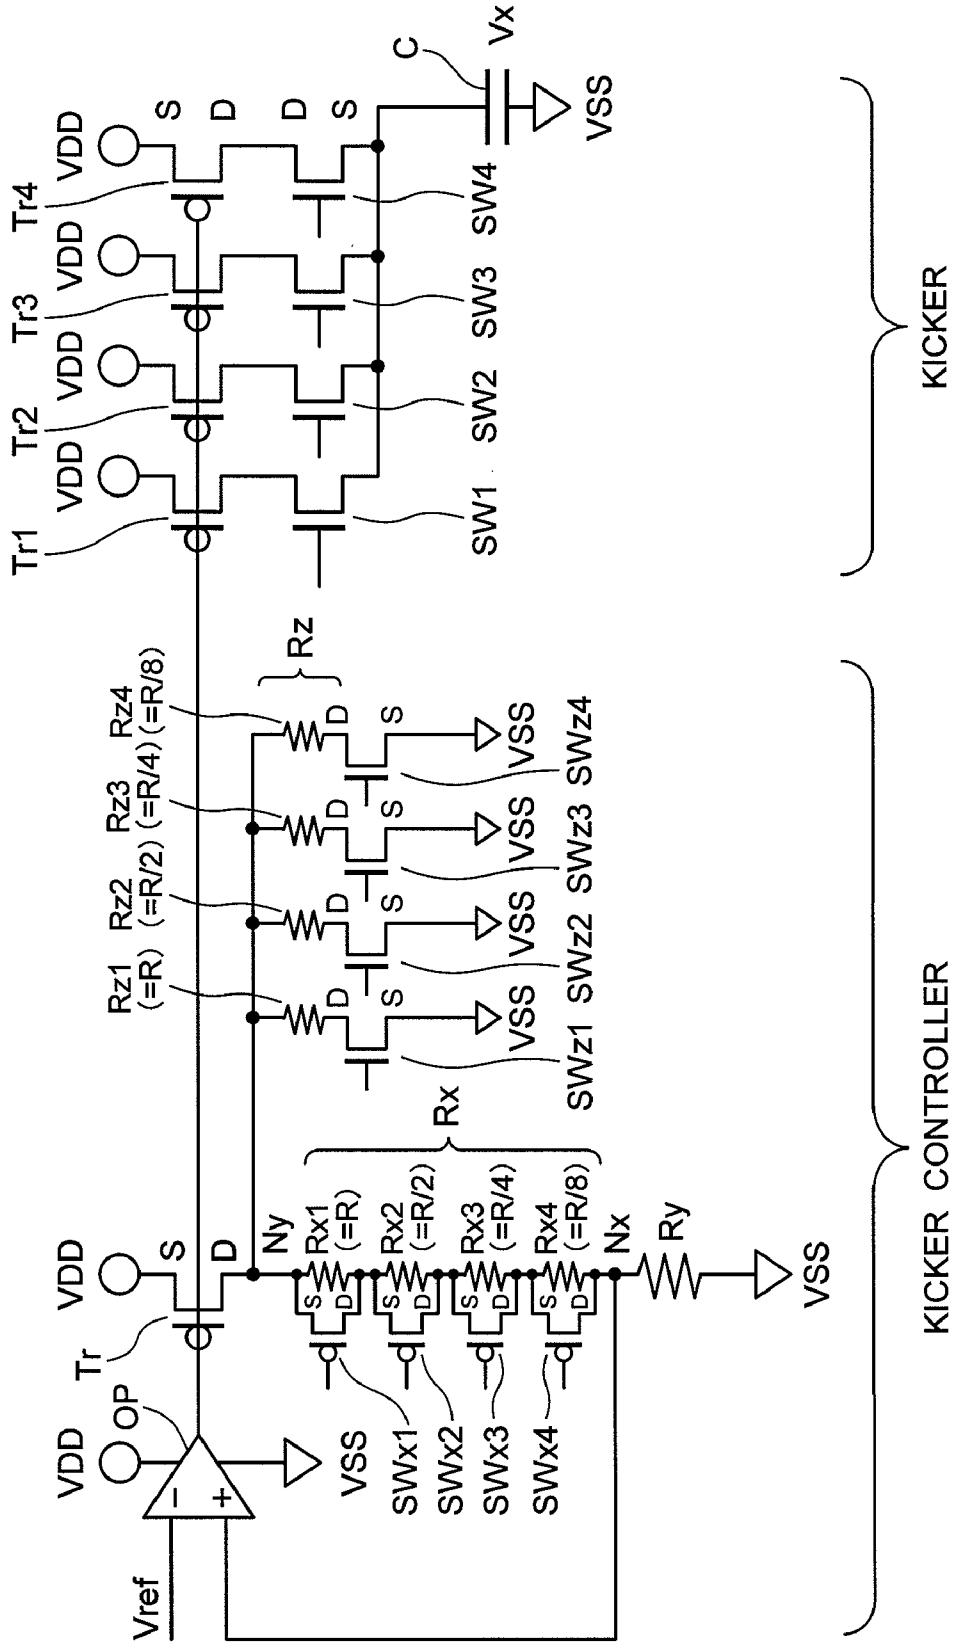 Vref
OP
VDD
VSS
Tr
VDD
S
D
Ny
Rx1
(=R)
Rx2
(=R/2)
Rx3
(=R/4)
Rx4
(=R/8)
Rx
S
D
S
D
S
D
S
D
SWx1
SWx2
SWx3
SWx4
Nx
Ry
VSS
Rz1
(=R)
Rz2
(=R/2)
Rz3
(=R/4)
Rz4
(=R/8)
Rz
D
S
D
S
D
S
D
S
VSS
VSS
VSS
VSS
SWz1
SWz2
SWz3
SWz4
Tr1
Tr2
Tr3
Tr4
VDD
VDD
VDD
VDD
S
D
D
S
SW1
SW2
SW3
SW4
C
Vx
VSS
KICKER CONTROLLER
KICKER